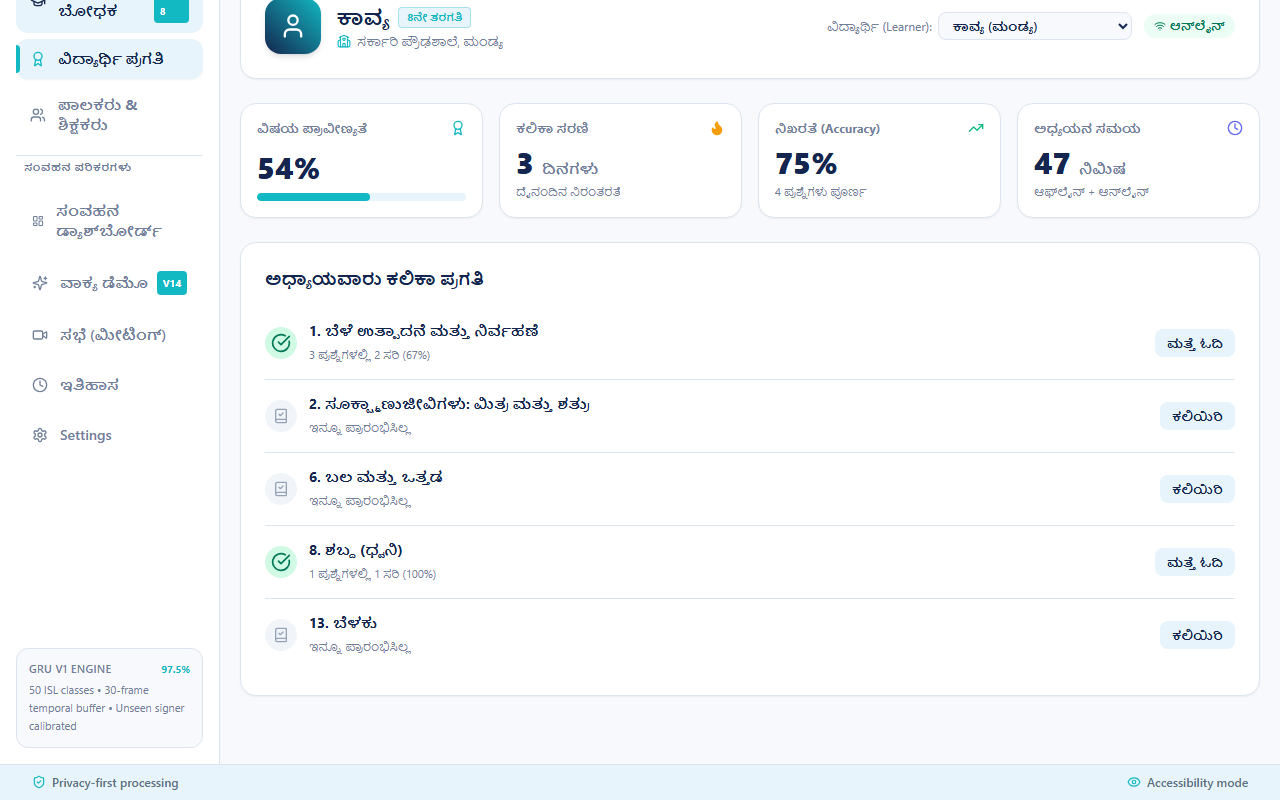 ಬೋಧಕ
8
ವಿದ್ಯಾರ್ಥಿ ಪ್ರಗತಿ
ಪಾಲಕರು &
ಶಿಕ್ಷಕರು
ಸಂವಹನ ಪರಿಕರಗಳು
ಸಂವಹನ
ಡ್ಯಾಶ್‌ಬೋರ್ಡ್
ವಾಕ್ಯ ಡೆಮೊ V14
ಸಭೆ (ಮೀಟಿಂಗ್)
ಇತಿಹಾಸ
Settings
GRU V1 ENGINE 97.5%
50 ISL classes • 30-frame
temporal buffer • Unseen signer
calibrated
ಕಾವ್ಯ 8ನೇ ತರಗತಿ
ಸರ್ಕಾರಿ ಪ್ರೌಢಶಾಲೆ, ಮಂಡ್ಯ
ವಿದ್ಯಾರ್ಥಿ (Learner): ಕಾವ್ಯ (ಮಂಡ್ಯ) ಆನ್‌ಲೈನ್
ವಿಷಯ ಪ್ರಾವೀಣ್ಯತೆ
54%
ಕಲಿಕಾ ಸರಣಿ
3 ದಿನಗಳು
ದೈನಂದಿನ ನಿರಂತರತೆ
ನಿಖರತೆ (Accuracy)
75%
4 ಪ್ರಶ್ನೆಗಳು ಪೂರ್ಣ
ಅಧ್ಯಯನ ಸಮಯ
47 ನಿಮಿಷ
ಆಫ್‌ಲೈನ್ + ಆನ್‌ಲೈನ್
ಅಧ್ಯಾಯವಾರು ಕಲಿಕಾ ಪ್ರಗತಿ
1. ಬೆಳೆ ಉತ್ಪಾದನೆ ಮತ್ತು ನಿರ್ವಹಣೆ
3 ಪ್ರಶ್ನೆಗಳಲ್ಲಿ 2 ಸರಿ (67%)
ಮತ್ತೆ ಓದಿ
2. ಸೂಕ್ಷ್ಮಾಣುಜೀವಿಗಳು: ಮಿತ್ರ ಮತ್ತು ಶತ್ರು
ಇನ್ನೂ ಪ್ರಾರಂಭಿಸಿಲ್ಲ
ಕಲಿಯಿರಿ
6. ಬಲ ಮತ್ತು ಒತ್ತಡ
ಇನ್ನೂ ಪ್ರಾರಂಭಿಸಿಲ್ಲ
ಕಲಿಯಿರಿ
8. ಶಬ್ದ (ಧ್ವನಿ)
1 ಪ್ರಶ್ನೆಗಳಲ್ಲಿ 1 ಸರಿ (100%)
ಮತ್ತೆ ಓದಿ
13. ಬೆಳಕು
ಇನ್ನೂ ಪ್ರಾರಂಭಿಸಿಲ್ಲ
ಕಲಿಯಿರಿ
Privacy-first processing
Accessibility mode